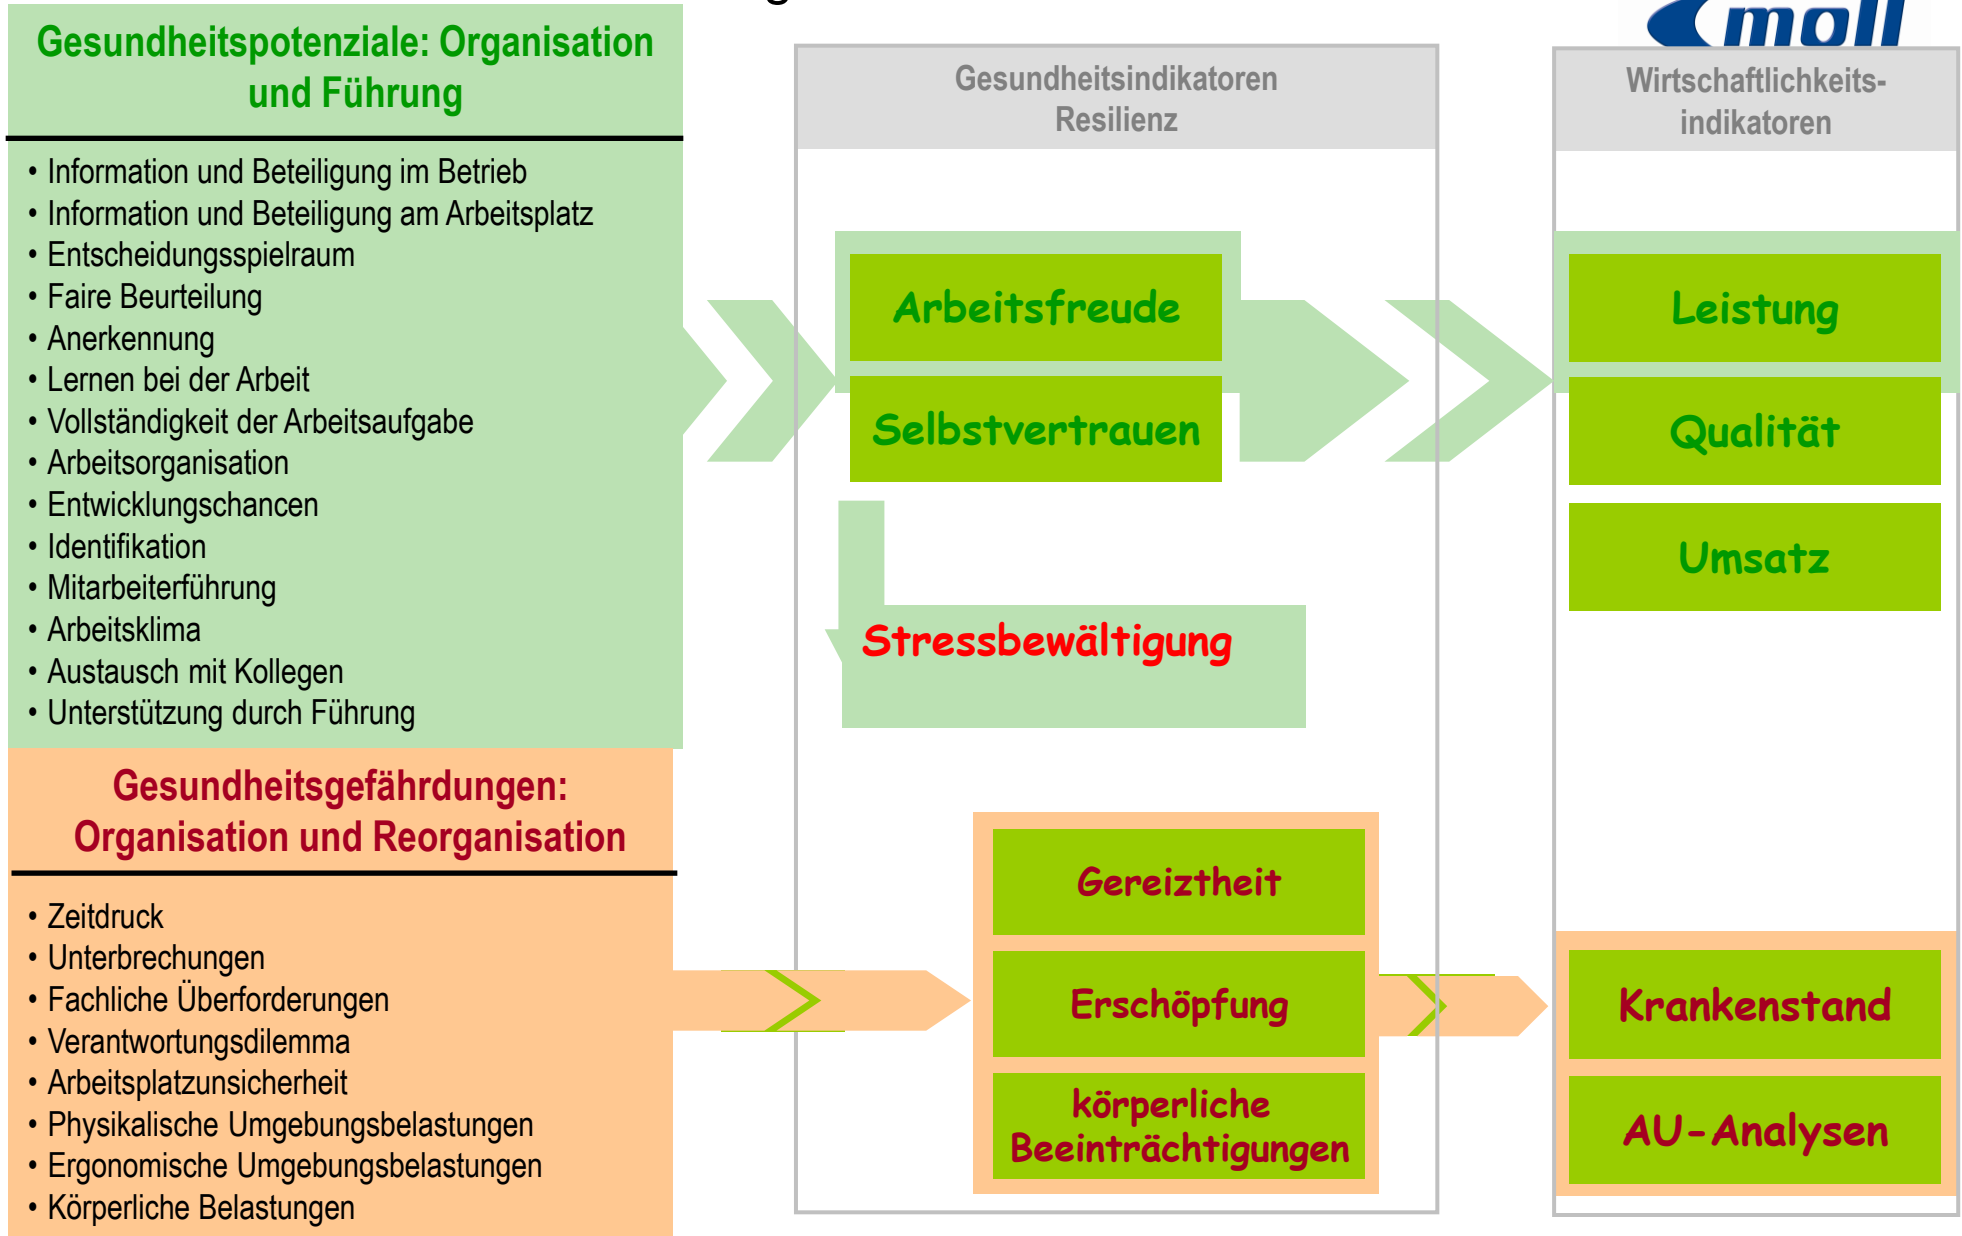 moll
Gesundheitspotenziale: Organisation
und Führung
• Information und Beteiligung im Betrieb
• Information und Beteiligung am Arbeitsplatz
• Entscheidungsspielraum
• Faire Beurteilung
• Anerkennung
• Lernen bei der Arbeit
• Vollständigkeit der Arbeitsaufgabe
• Arbeitsorganisation
• Entwicklungschancen
• Identifikation
• Mitarbeiterführung
• Arbeitsklima
• Austausch mit Kollegen
• Unterstützung durch Führung
Gesundheitsgefährdungen:
Organisation und Reorganisation
• Zeitdruck
• Unterbrechungen
• Fachliche Überforderungen
• Verantwortungsdilemma
• Arbeitsplatzunsicherheit
• Physikalische Umgebungsbelastungen
• Ergonomische Umgebungsbelastungen
• Körperliche Belastungen
Gesundheitsindikatoren
Resilienz
Arbeitsfreude
Selbstvertrauen
Stressbewältigung
Gereiztheit
Erschöpfung
körperliche
Beeinträchtigungen
Wirtschaftlichkeits-
indikatoren
Leistung
Qualität
Umsatz
Krankenstand
AU-Analysen